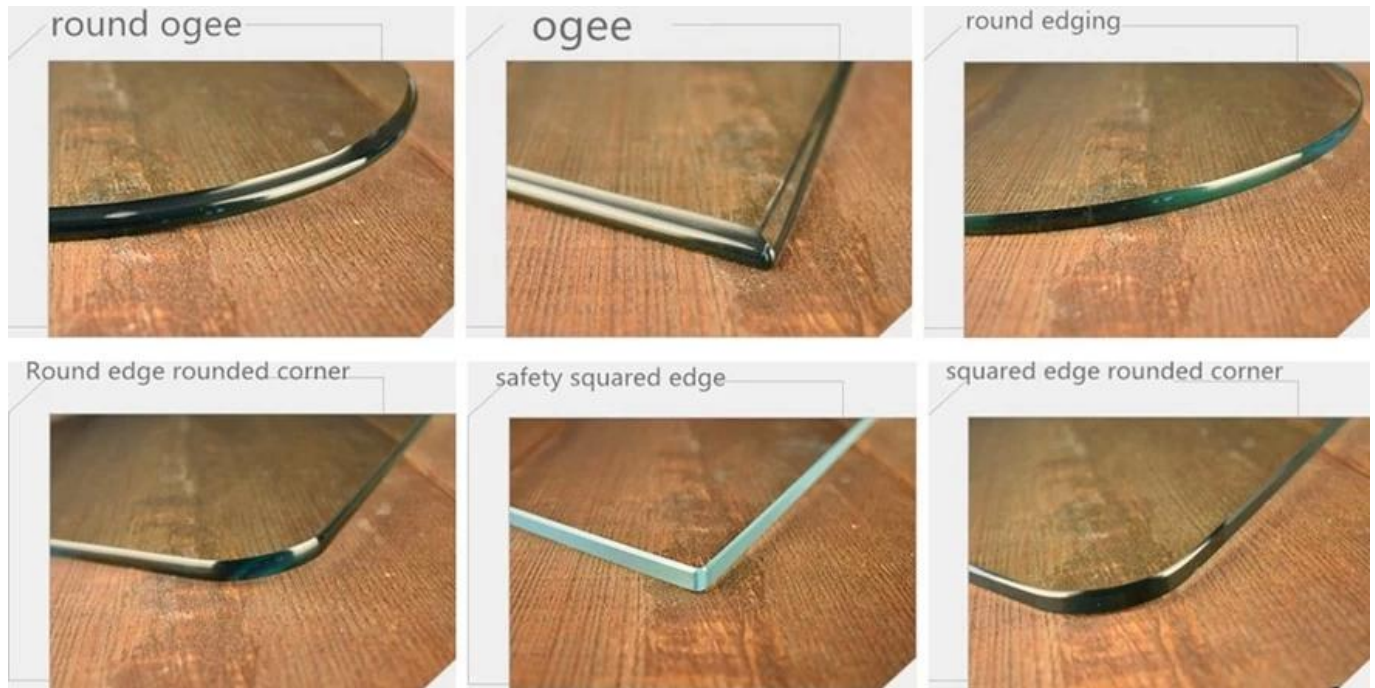 round ogee
ogee
round edging
Round edge rounded corner
safety squared edge
squared edge rounded corner